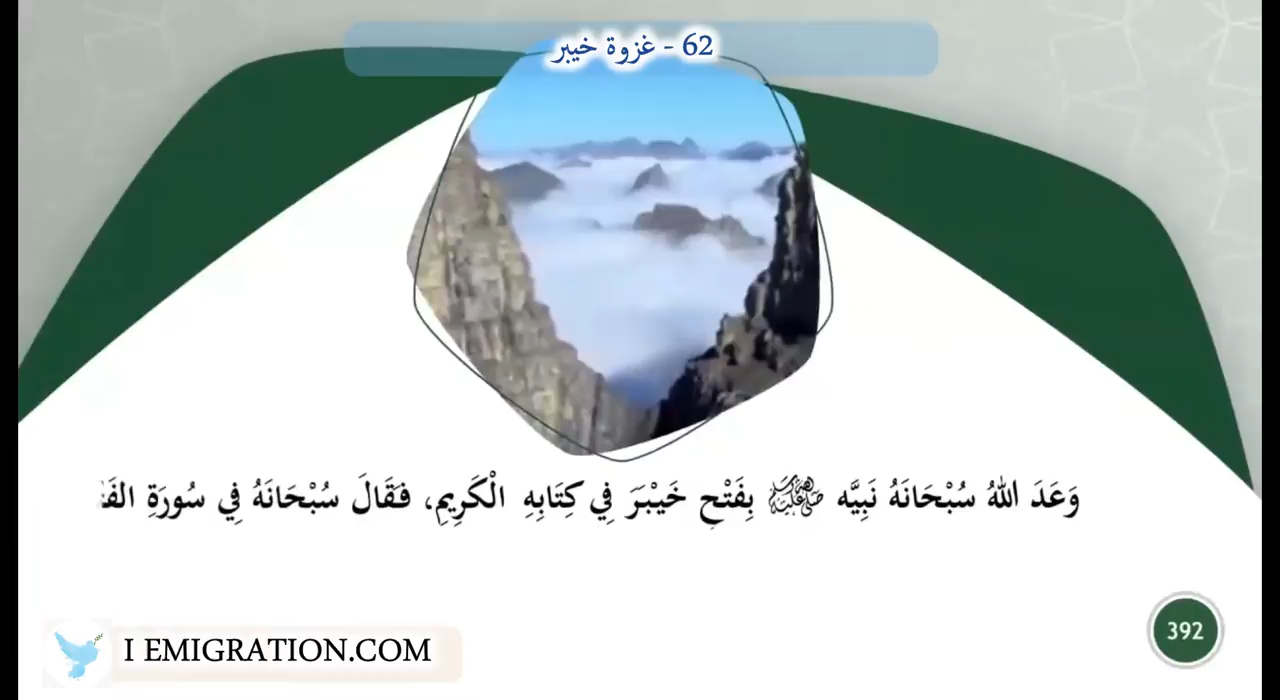 62 - غزوة خيبر
وَعَدَ اللهُ سُبْحَانَهُ نَبِيَّه ﷺ بِفَتْحِ خَيْبَرَ فِي كِتَابِهِ الْكَرِيمِ، فَقَالَ سُبْحَانَهُ فِي سُورَةِ
392
I EMIGRATION.COM